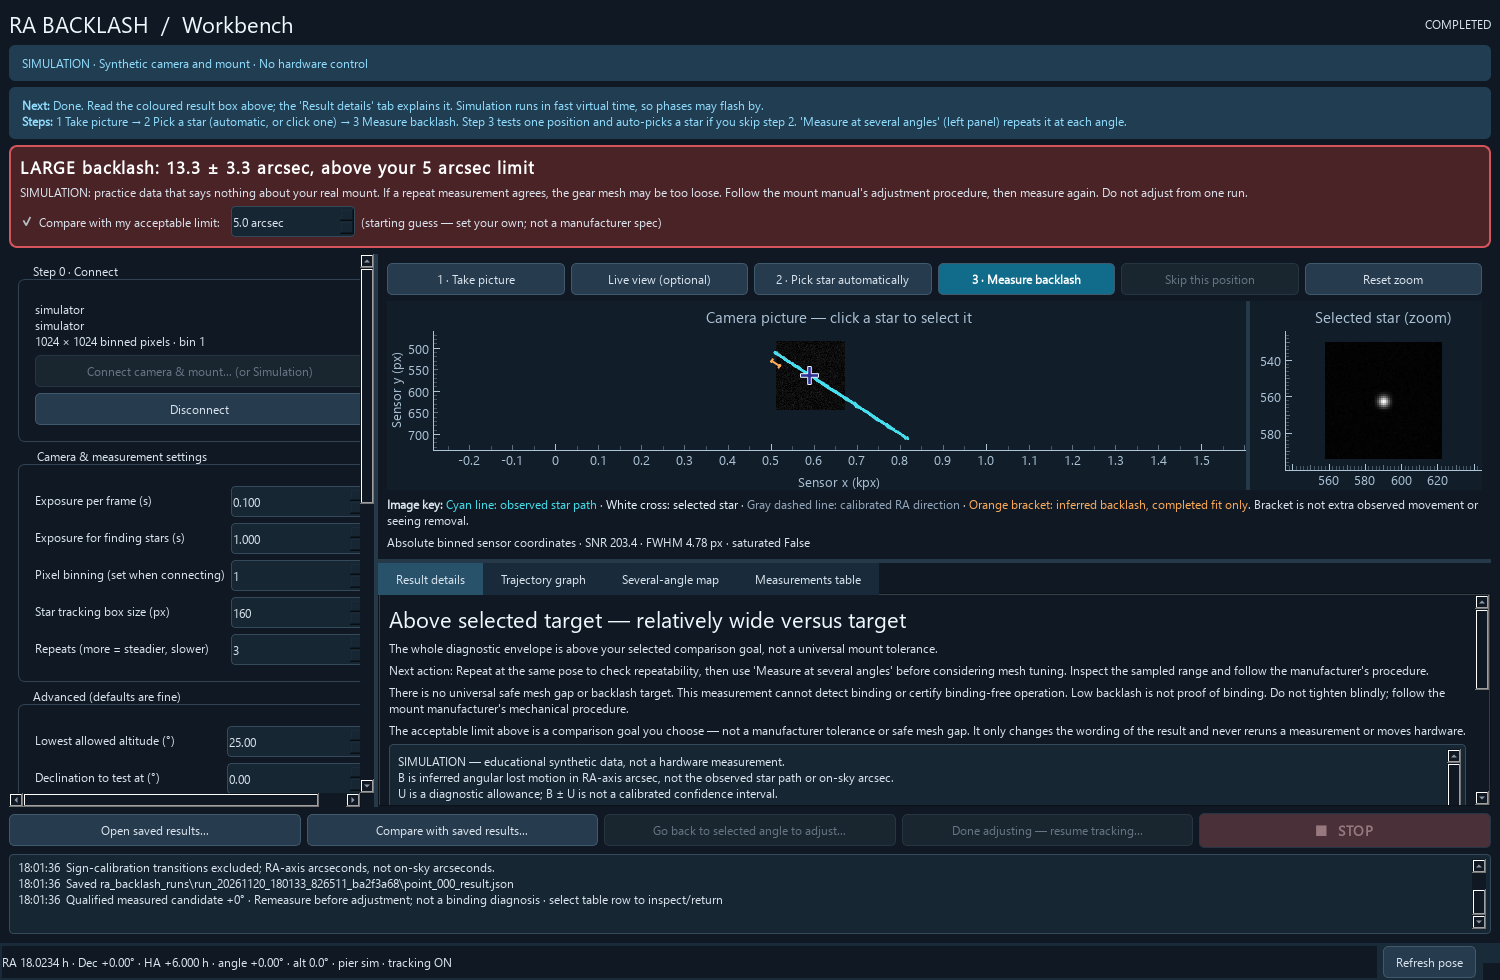 RA BACKLASH / Workbench
COMPLETED
SIMULATION · Synthetic camera and mount · No hardware control
Next: Done. Read the coloured result box above; the 'Result details' tab explains it. Simulation runs in fast virtual time, so phases may flash by.
Steps: 1 Take picture → 2 Pick a star (automatic, or click one) → 3 Measure backlash. Step 3 tests one position and auto-picks a star if you skip step 2. 'Measure at several angles' (left panel) repeats it at each angle.
LARGE backlash: 13.3 ± 3.3 arcsec, above your 5 arcsec limit
SIMULATION: practice data that says nothing about your real mount. If a repeat measurement agrees, the gear mesh may be too loose. Follow the mount manual's adjustment procedure, then measure again. Do not adjust from one run.
✓ Compare with my acceptable limit: 5.0 arcsec (starting guess — set your own; not a manufacturer spec)
Step 0 · Connect
simulator
simulator
1024 × 1024 binned pixels · bin 1
Connect camera & mount... (or Simulation)
Disconnect
Camera & measurement settings
Exposure per frame (s) 0.100
Exposure for finding stars (s) 1.000
Pixel binning (set when connecting) 1
Star tracking box size (px) 160
Repeats (more = steadier, slower) 3
Advanced (defaults are fine)
Lowest allowed altitude (°) 25.00
Declination to test at (°) 0.00
1 · Take picture
Live view (optional)
2 · Pick star automatically
3 · Measure backlash
Skip this position
Reset zoom
Camera picture — click a star to select it
Sensor y (px)
500
550
600
650
700
-0.2 -0.1 0 0.1 0.2 0.3 0.4 0.5 0.6 0.7 0.8 0.9 1.0 1.1 1.2 1.3 1.4 1.5
Sensor x (kpx)
Selected star (zoom)
540
560
580
560 580 600 620
Image key: Cyan line: observed star path · White cross: selected star · Gray dashed line: calibrated RA direction · Orange bracket: inferred backlash, completed fit only. Bracket is not extra observed movement or
seeing removal.
Absolute binned sensor coordinates · SNR 203.4 · FWHM 4.78 px · saturated False
Result details
Trajectory graph
Several-angle map
Measurements table
Above selected target — relatively wide versus target
The whole diagnostic envelope is above your selected comparison goal, not a universal mount tolerance.
Next action: Repeat at the same pose to check repeatability, then use 'Measure at several angles' before considering mesh tuning. Inspect the sampled range and follow the manufacturer's procedure.
There is no universal safe mesh gap or backlash target. This measurement cannot detect binding or certify binding-free operation. Low backlash is not proof of binding. Do not tighten blindly; follow the
mount manufacturer's mechanical procedure.
The acceptable limit above is a comparison goal you choose — not a manufacturer tolerance or safe mesh gap. It only changes the wording of the result and never reruns a measurement or moves hardware.
SIMULATION — educational synthetic data, not a hardware measurement.
B is inferred angular lost motion in RA-axis arcsec, not the observed star path or on-sky arcsec.
U is a diagnostic allowance; B ± U is not a calibrated confidence interval.
Open saved results...
Compare with saved results...
Go back to selected angle to adjust...
Done adjusting — resume tracking...
STOP
18:01:36 Sign-calibration transitions excluded; RA-axis arcseconds, not on-sky arcseconds.
18:01:36 Saved ra_backlash_runs\run_20261120_180133_826511_ba2f3a68\point_000_result.json
18:01:36 Qualified measured candidate +0° · Remeasure before adjustment; not a binding diagnosis · select table row to inspect/return
RA 18.0234 h · Dec +0.00° · HA +6.000 h · angle +0.00° · alt 0.0° · pier sim · tracking ON
Refresh pose